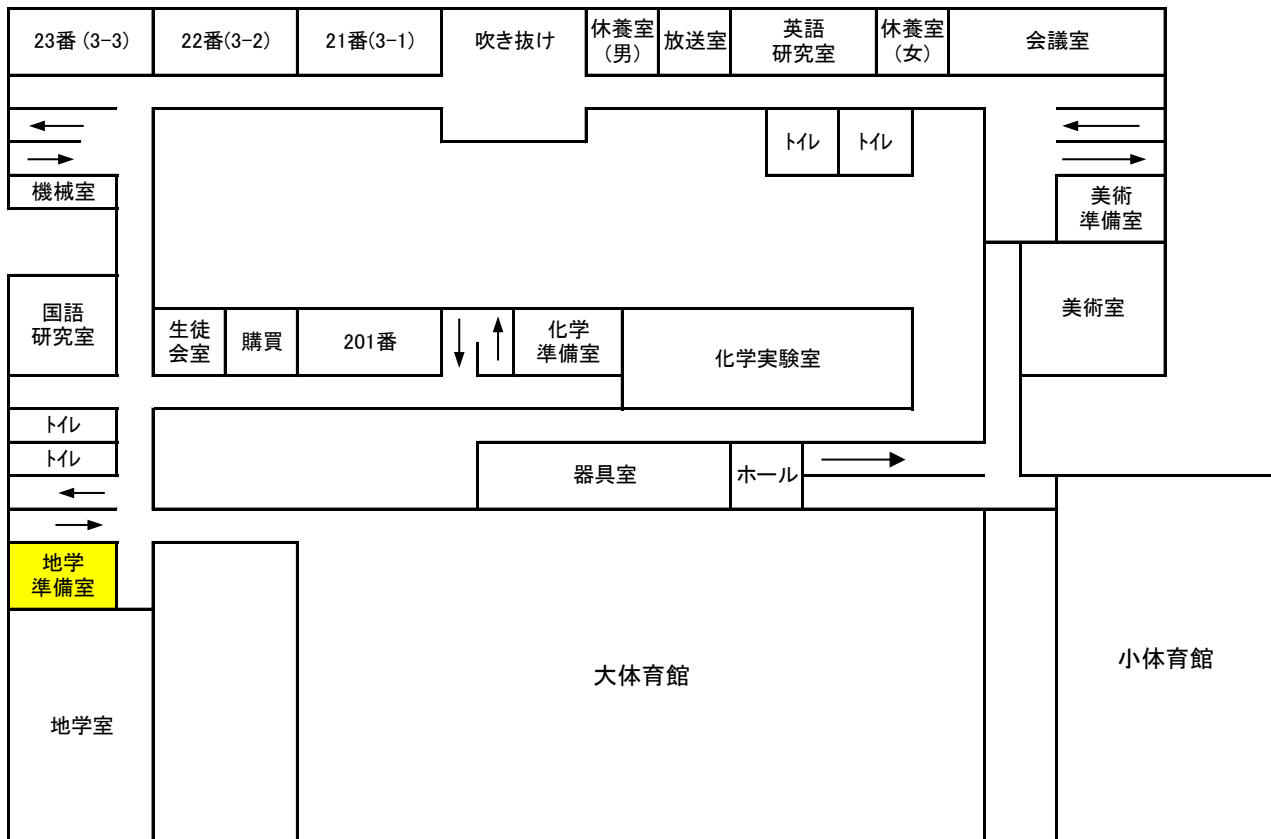 23番 (3-3)
22番(3-2)
21番(3-1)
吹き抜け
休養室
(男)
放送室
英語
研究室
休養室
(女)
会議室
トイレ
トイレ
機械室
美術
準備室
国語
研究室
美術室
生徒
会室
購買
201番
化学
準備室
化学実験室
トイレ
トイレ
器具室
ホール
地学
準備室
大体育館
小体育館
地学室